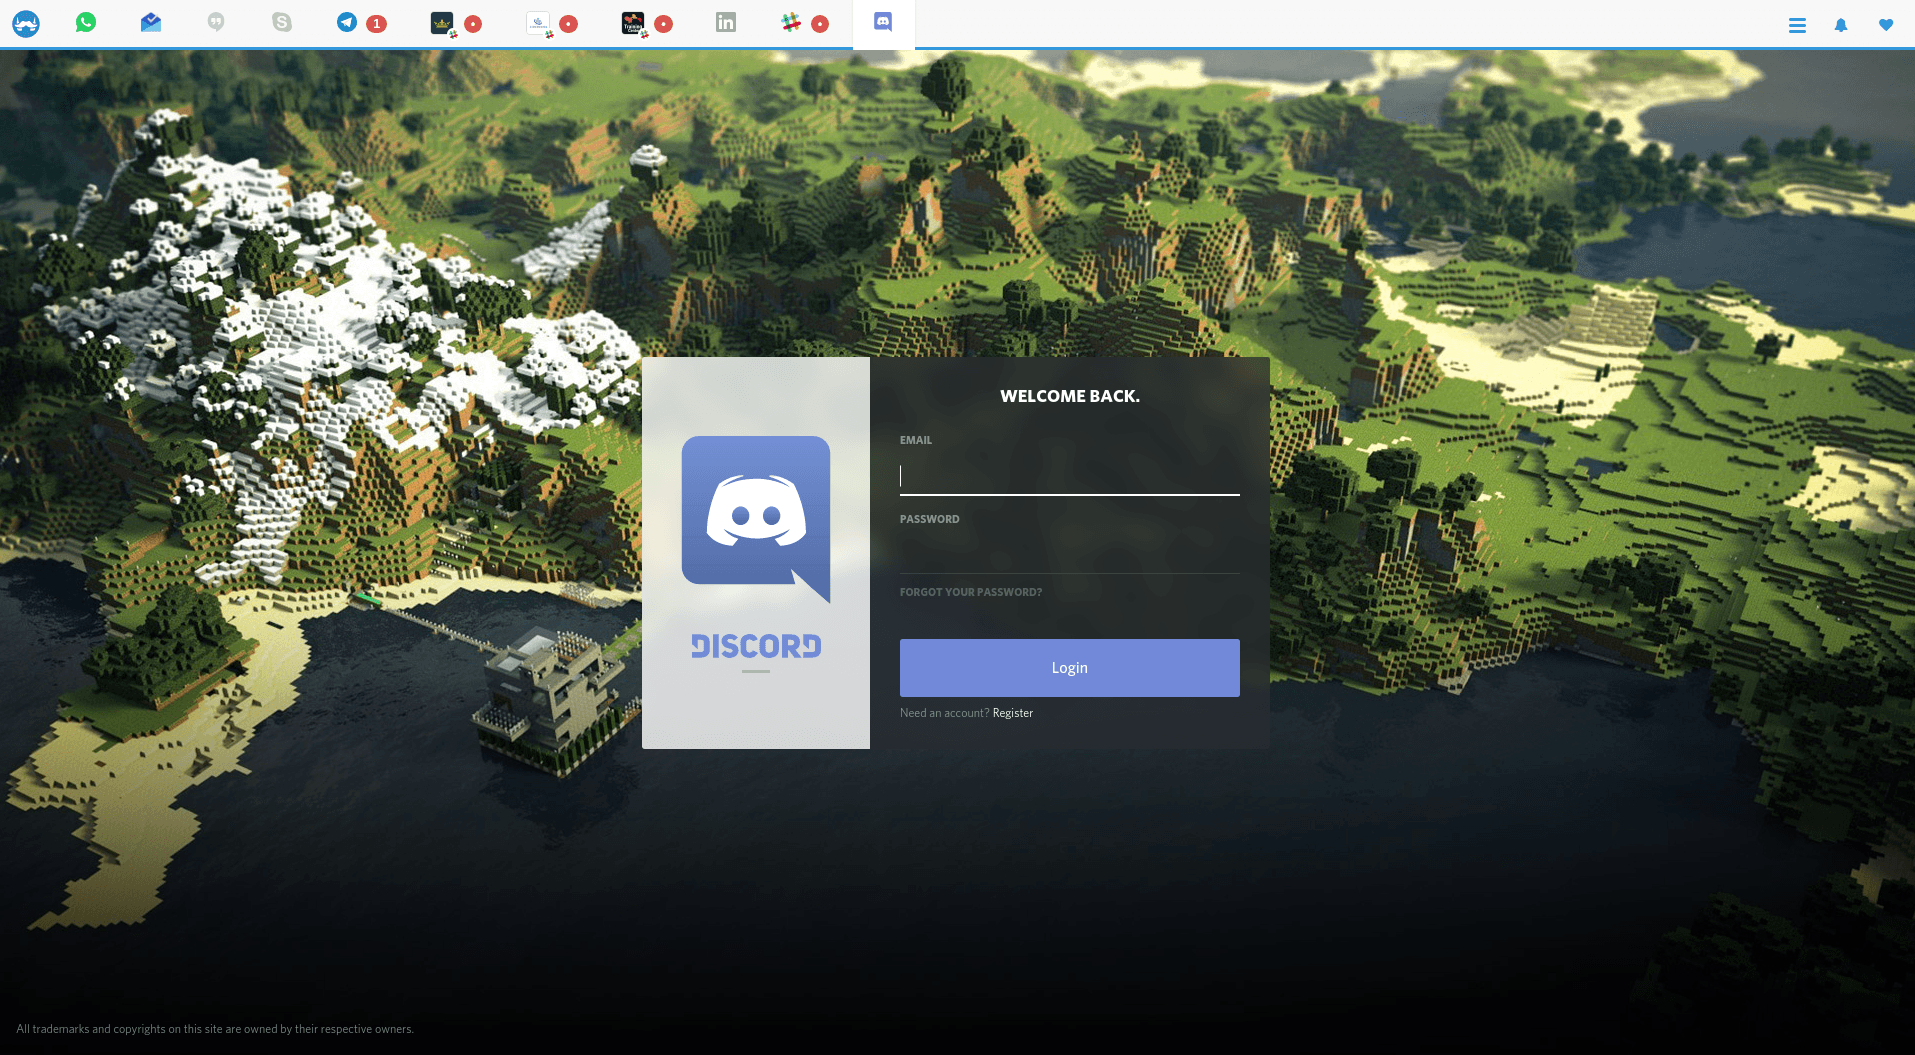 1
Training
WELCOME BACK.
EMAIL
PASSWORD
FORGOT YOUR PASSWORD?
DISCORD
Login
Need an account? Register
All trademarks and copyrights on this site are owned by their respective owners.